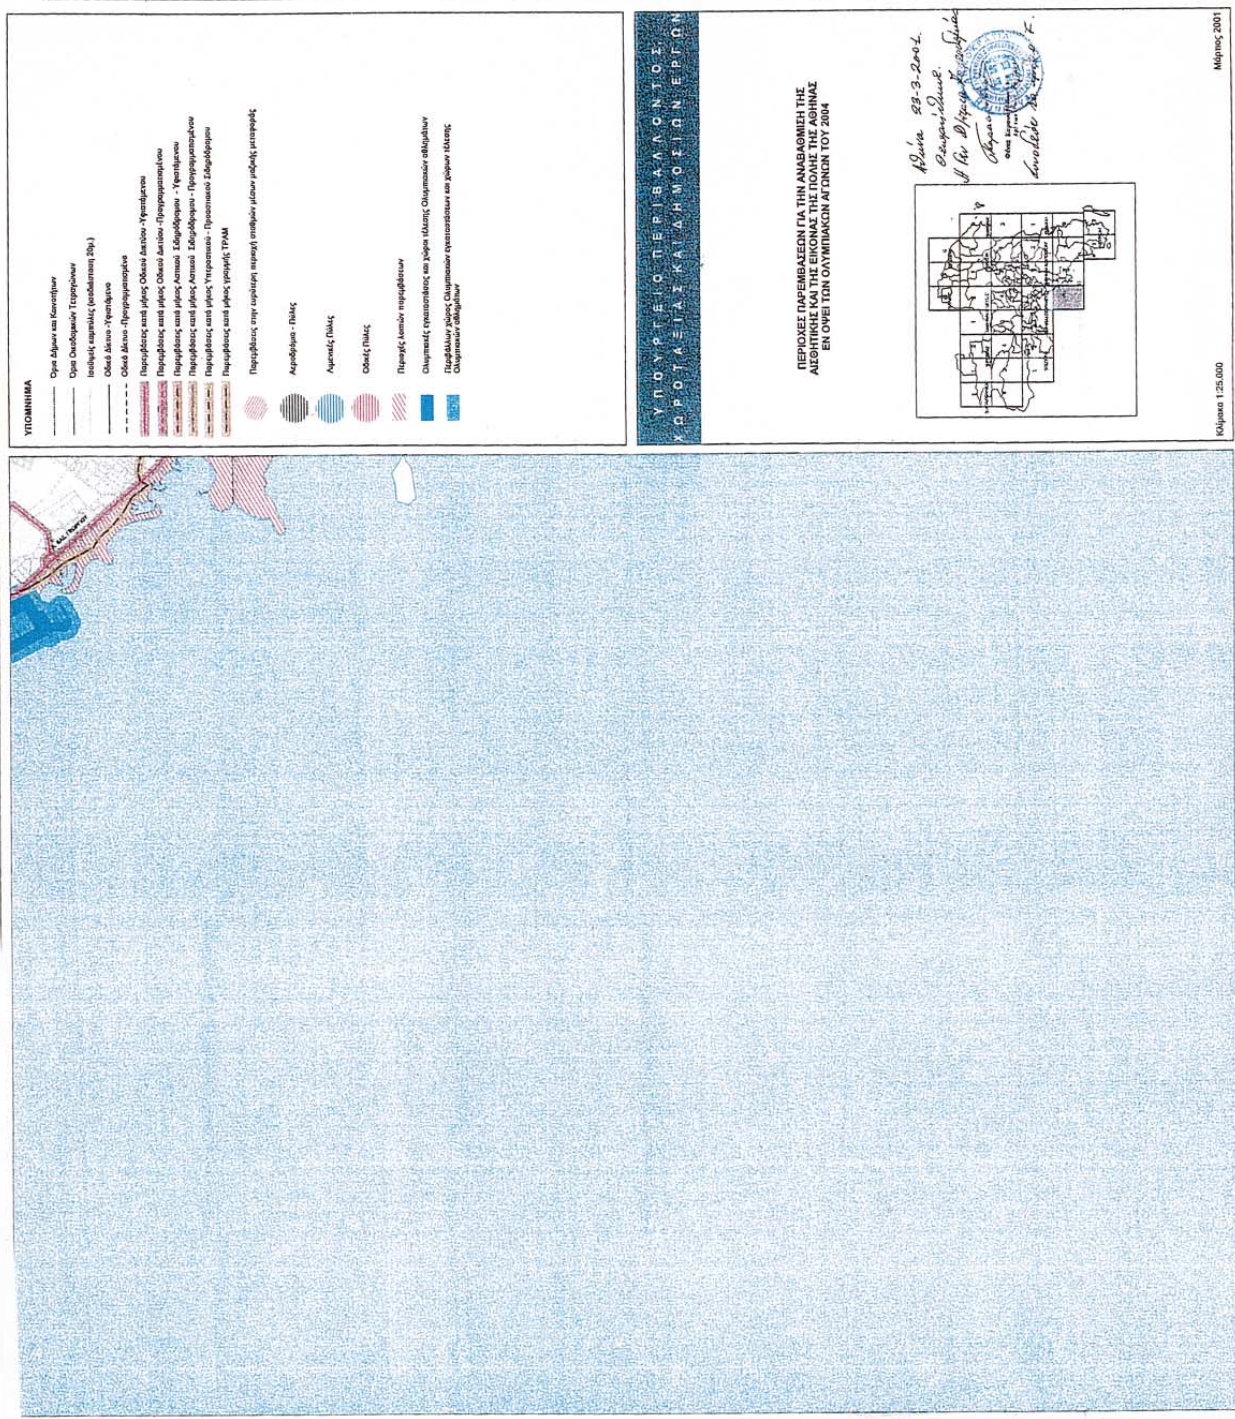 ΥΠΟΜΝΗΜΑ
Όρια Δήμων και Κοινοτήτων
Όρια Οικοδομικών Τετραγώνων
Ισοϋψείς καμπύλες (ισοδιάσταση 20μ.)
Οδικό Δίκτυο -Υφιστάμενο
Οδικό Δίκτυο -Προγραμματισμένο
Παρεμβάσεις κατά μήκος Οδικού Δικτύου -Υφιστάμενου
Παρεμβάσεις κατά μήκος Οδικού Δικτύου -Προγραμματισμένου
Παρεμβάσεις κατά μήκος Αστικού Σιδηρόδρομου - Υφιστάμενου
Παρεμβάσεις κατά μήκος Αστικού Σιδηρόδρομου - Προγραμματισμένου
Παρεμβάσεις κατά μήκος Υπεραστικού - Προαστιακού Σιδηρόδρομου
Παρεμβάσεις κατά μήκος γραμμής ΤΡΑΜ
Παρεμβάσεις στην ευρύτερη περιοχή σταθμών μέσων μαζικής μεταφοράς
Αεροδρόμια - Πύλες
Λιμενικές Πύλες
Οδικές Πύλες
Περιοχές λοιπών παρεμβάσεων
Ολυμπιακές εγκαταστάσεις και χώροι τέλεσης Ολυμπιακών αθλημάτων
Περιβάλλων χώρος Ολυμπιακών εγκαταστάσεων και χώρων τέλεσης
Ολυμπιακών αθλημάτων
ΥΠΟΥΡΓΕΙΟ ΠΕΡΙΒΑΛΛΟΝΤΟΣ
ΧΩΡΟΤΑΞΙΑΣ ΚΑΙ ΔΗΜΟΣΙΩΝ ΕΡΓΩΝ
ΠΕΡΙΟΧΕΣ ΠΑΡΕΜΒΑΣΕΩΝ ΓΙΑ ΤΗΝ ΑΝΑΒΑΘΜΙΣΗ ΤΗΣ
ΑΙΣΘΗΤΙΚΗΣ ΚΑΙ ΤΗΣ ΕΙΚΟΝΑΣ ΤΗΣ ΠΟΛΗΣ ΤΗΣ ΑΘΗΝΑΣ
ΕΝ ΟΨΕΙ ΤΩΝ ΟΛΥΜΠΙΑΚΩΝ ΑΓΩΝΩΝ ΤΟΥ 2004
Αθήνα 23-3-2001.
Θεωρήθηκε.
Κλίμακα 1:25.000
Μάρτιος 2001
ΒΑΣ. ΓΕΩΡΓΙΟΥ